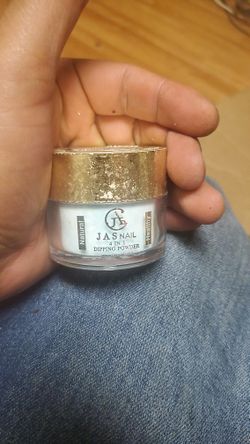 JAS NAIL
4 IN 1
DIPPING POWDER
Natural